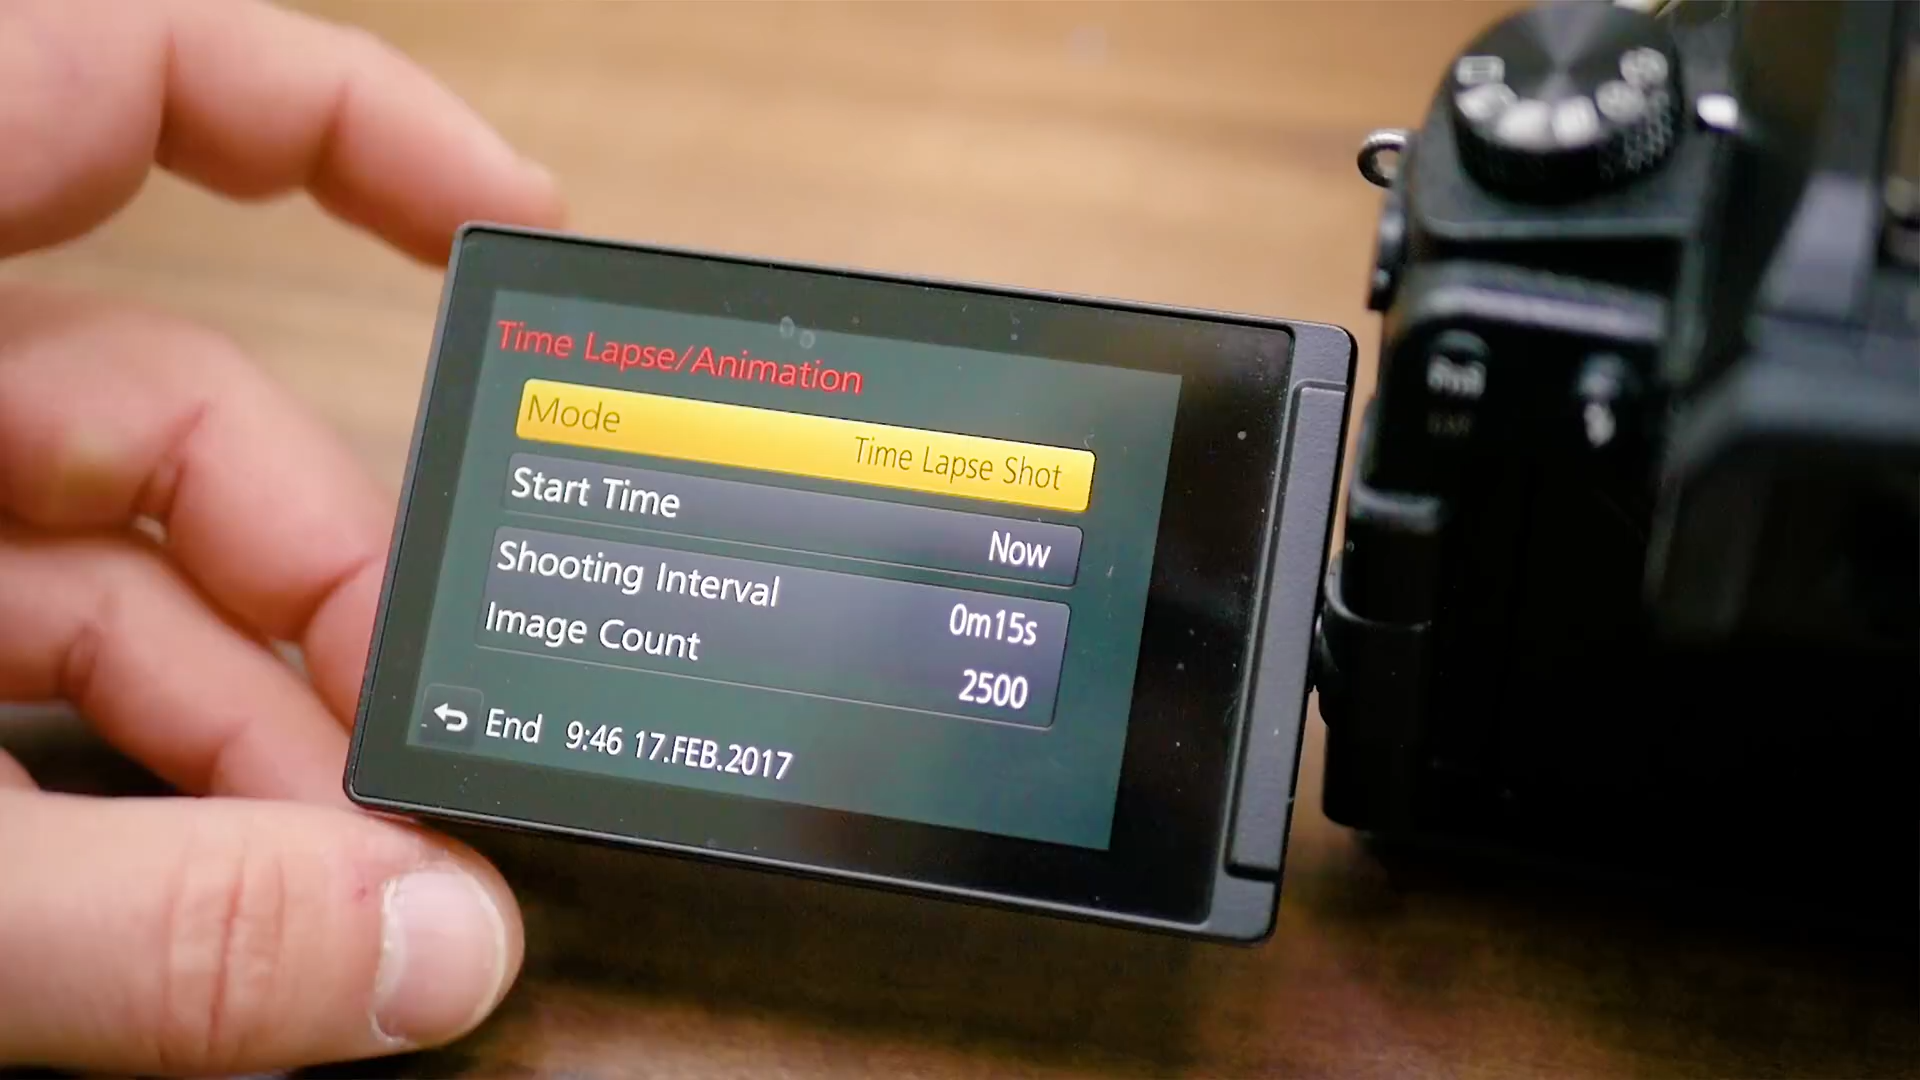 Time Lapse/Animation
Mode Time Lapse Shot
Start Time Now
Shooting Interval 0m15s
Image Count 2500
End 9:46 17.FEB.2017